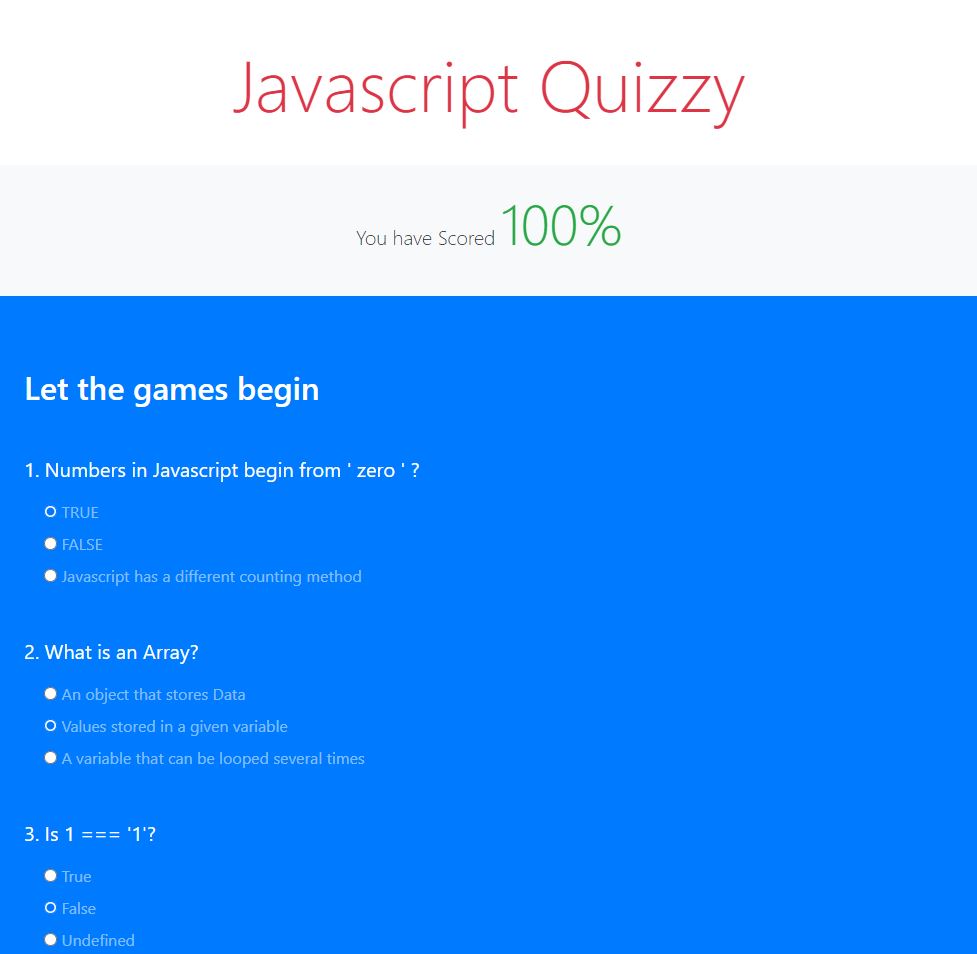 Javascript Quizzy
You have Scored 100%
Let the games begin
1. Numbers in Javascript begin from ' zero ' ?
TRUE
FALSE
Javascript has a different counting method
2. What is an Array?
An object that stores Data
Values stored in a given variable
A variable that can be looped several times
3. Is 1 === '1'?
True
False
Undefined